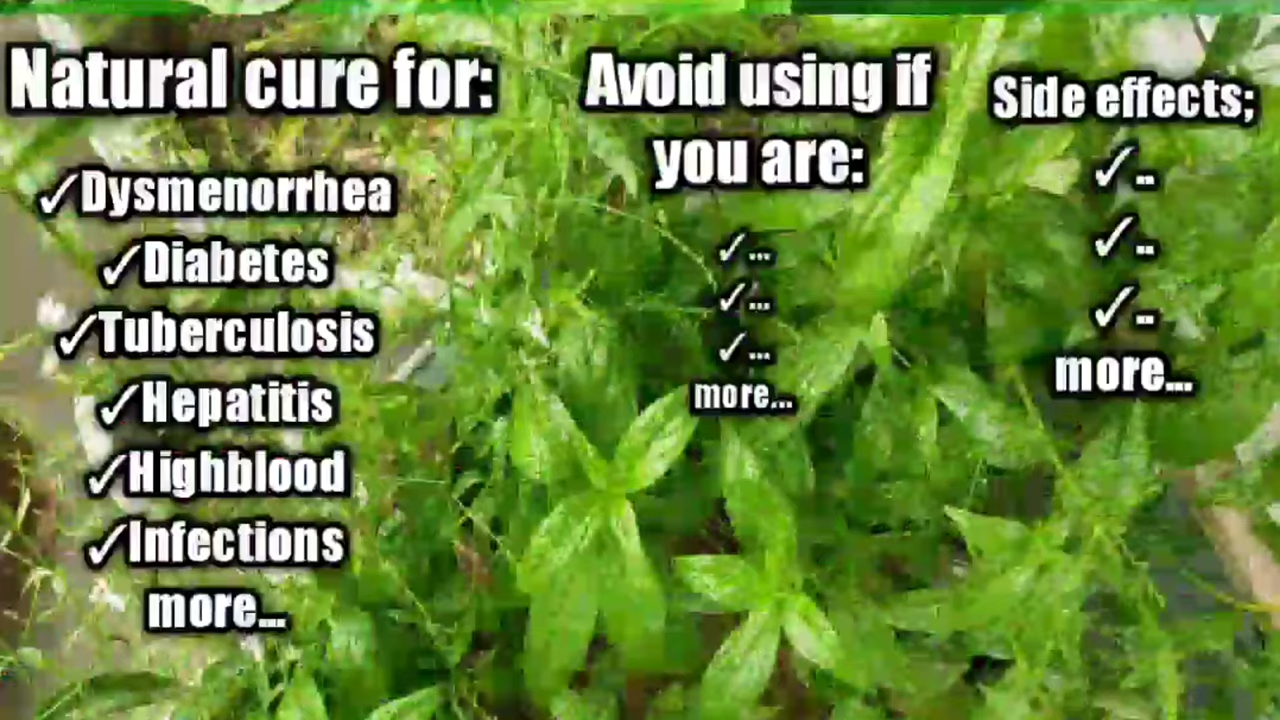 Natural cure for:
✓Dysmenorrhea
✓Diabetes
✓Tuberculosis
✓Hepatitis
✓Highblood
✓Infections
more...
Avoid using if
you are:
✓...
✓...
✓...
more...
Side effects;
✓..
✓..
✓..
more...